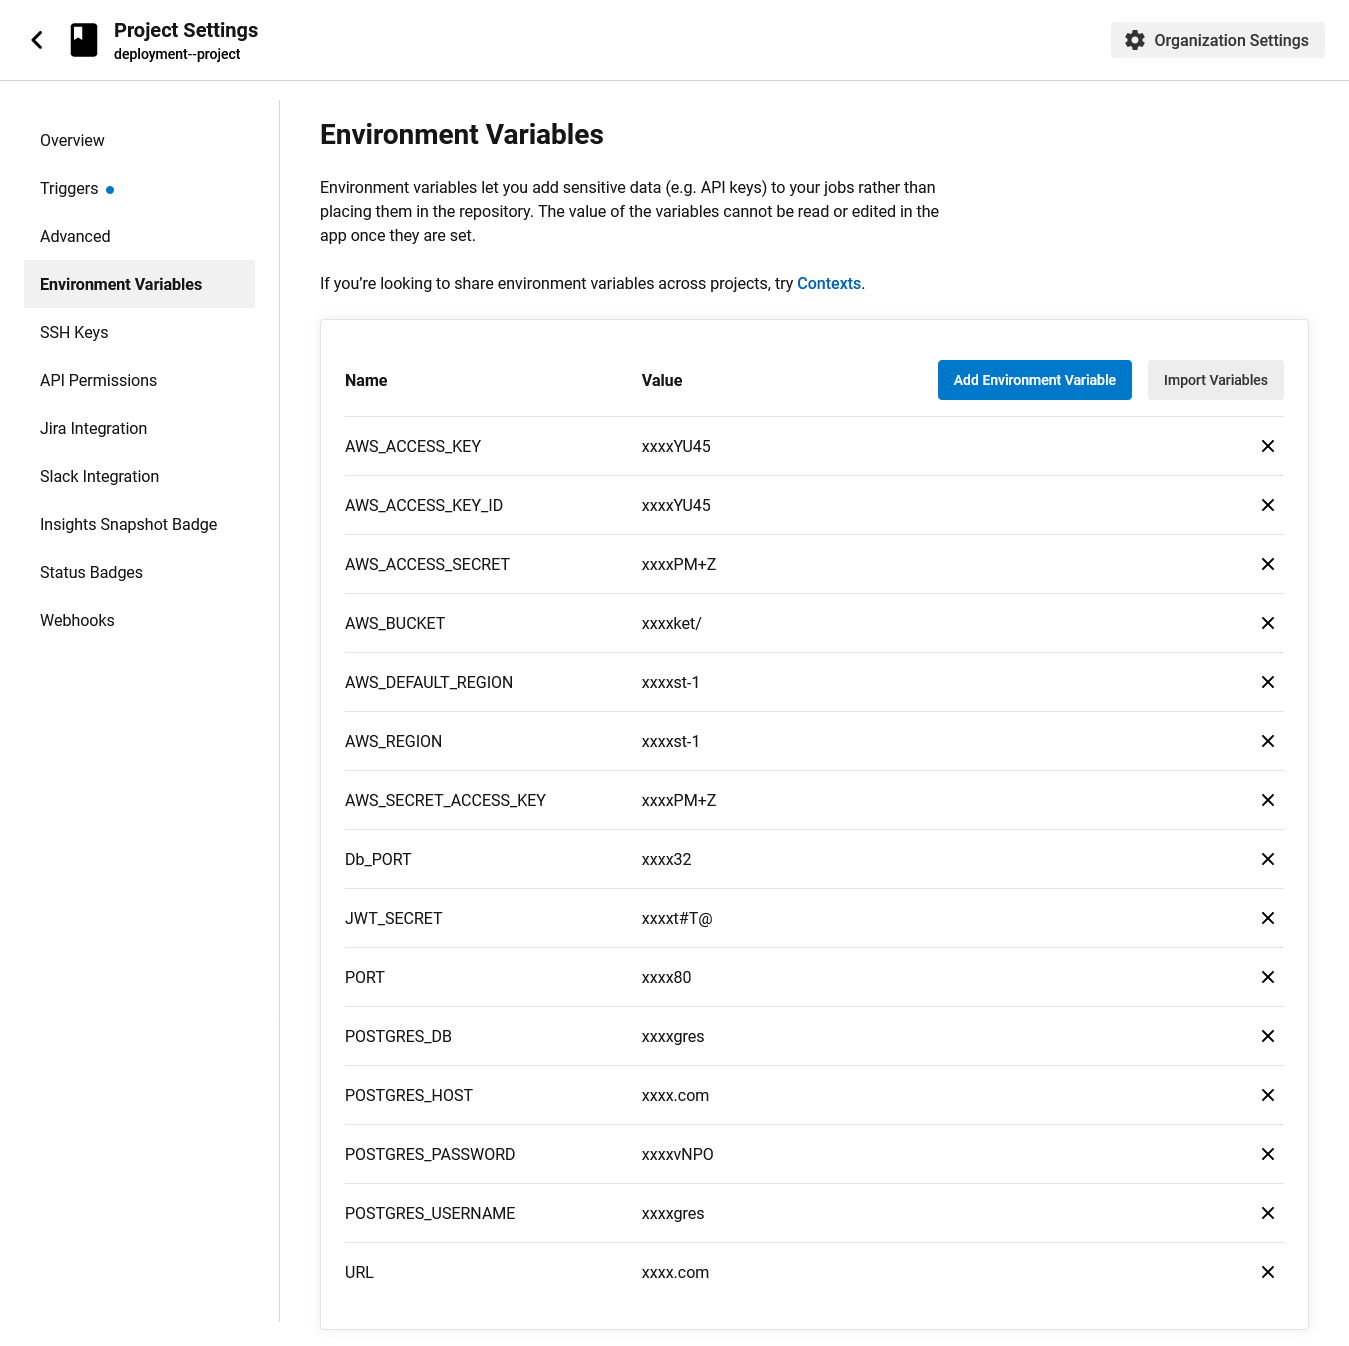 Project Settings
deployment--project
Organization Settings
Overview
Triggers
Advanced
Environment Variables
SSH Keys
API Permissions
Jira Integration
Slack Integration
Insights Snapshot Badge
Status Badges
Webhooks
Environment Variables
Environment variables let you add sensitive data (e.g. API keys) to your jobs rather than
placing them in the repository. The value of the variables cannot be read or edited in the
app once they are set.
If you’re looking to share environment variables across projects, try Contexts.
Name Value Add Environment Variable Import Variables
AWS_ACCESS_KEY xxxxYU45
AWS_ACCESS_KEY_ID xxxxYU45
AWS_ACCESS_SECRET xxxxPM+Z
AWS_BUCKET xxxxket/
AWS_DEFAULT_REGION xxxxst-1
AWS_REGION xxxxst-1
AWS_SECRET_ACCESS_KEY xxxxPM+Z
Db_PORT xxxx32
JWT_SECRET xxxxt#T@
PORT xxxx80
POSTGRES_DB xxxxgres
POSTGRES_HOST xxxx.com
POSTGRES_PASSWORD xxxxvNPO
POSTGRES_USERNAME xxxxgres
URL xxxx.com